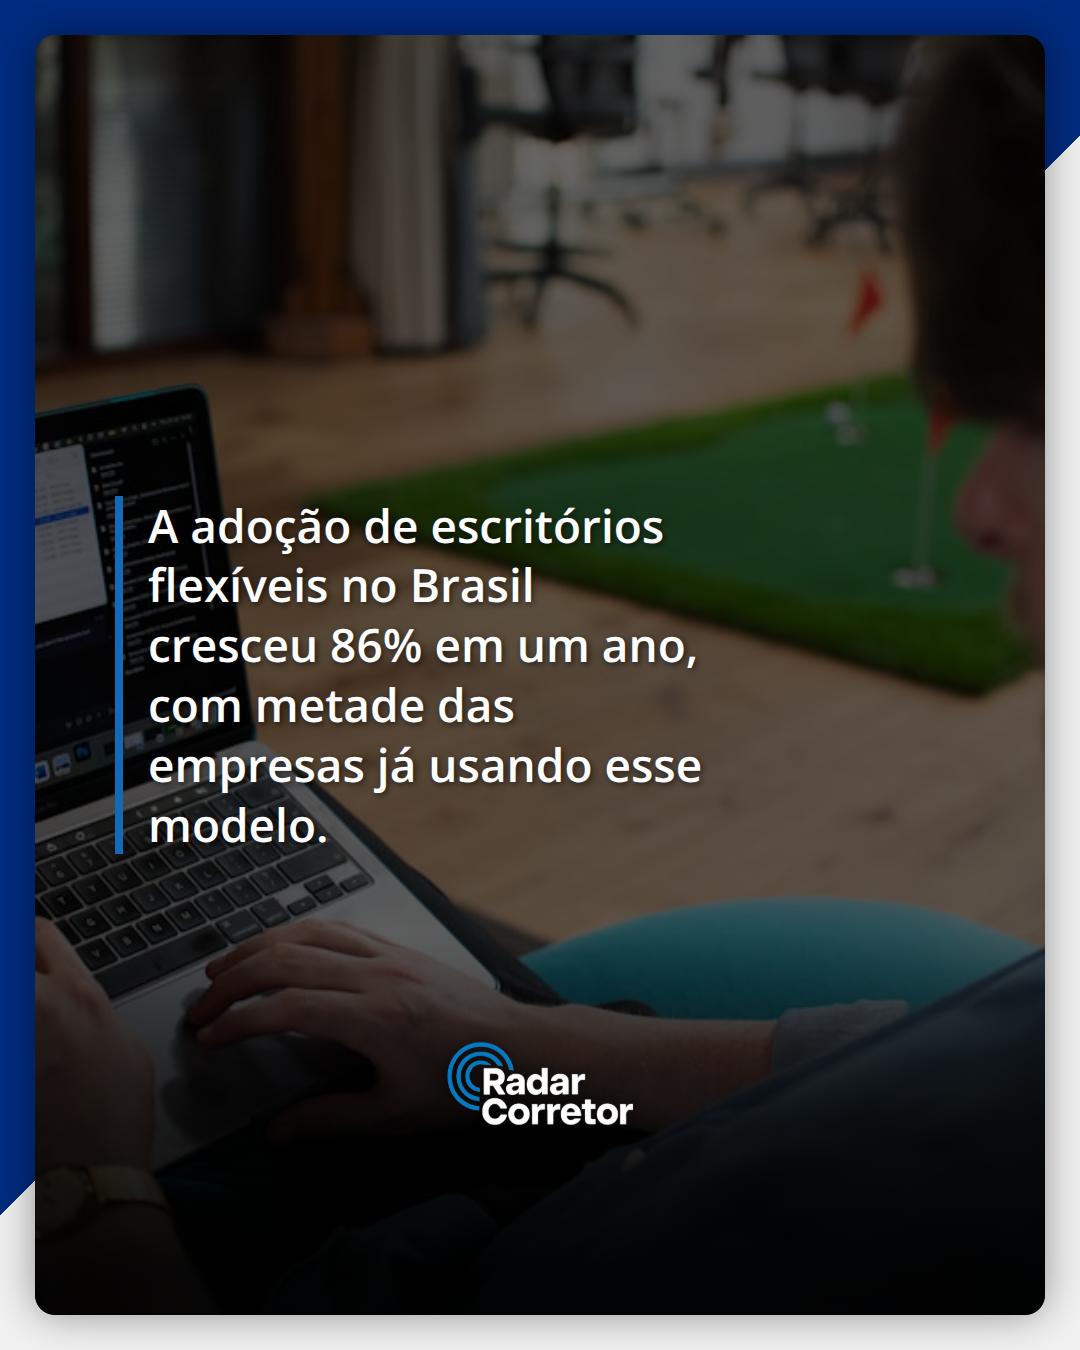 A adoção de escritórios
flexíveis no Brasil
cresceu 86% em um ano,
com metade das
empresas já usando esse
modelo.
Radar
Corretor